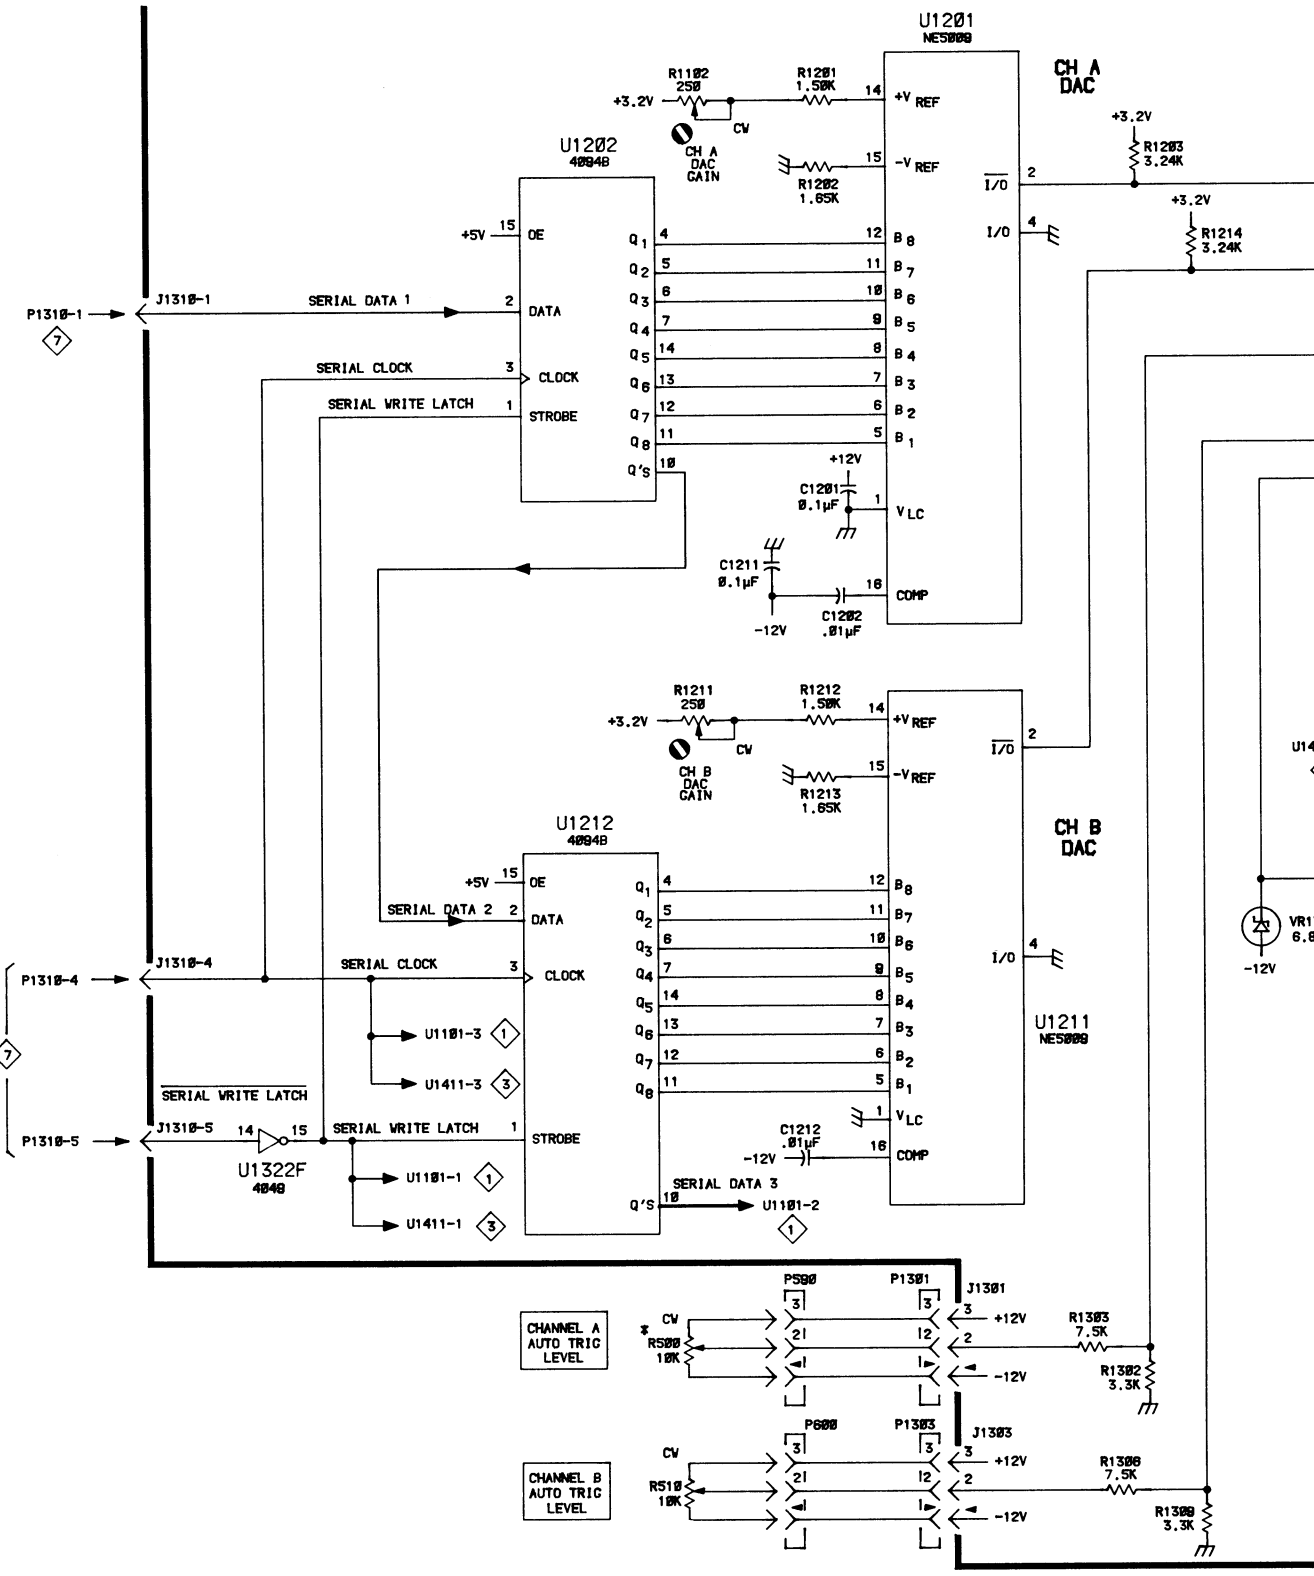 U1201
NE5009
CH A
DAC
R1102
250
+3.2V
CW
CH A
DAC
GAIN
R1201
1.50K
14
+V REF
15
-V REF
R1202
1.65K
+3.2V
R1203
3.24K
I/O
2
+3.2V
I/O
4
R1214
3.24K
U1202
4094B
+5V
15
OE
Q1
4
12
B8
Q2
5
11
B7
Q3
6
10
B6
Q4
7
9
B5
Q5
14
8
B4
Q6
13
7
B3
Q7
12
6
B2
Q8
11
5
B1
Q'S
10
P1310-1
7
J1310-1
SERIAL DATA 1
2
DATA
SERIAL CLOCK
3
CLOCK
SERIAL WRITE LATCH
1
STROBE
+12V
C1201
0.1µF
1
VLC
C1211
0.1µF
16
COMP
C1202
.01µF
-12V
R1211
250
+3.2V
CW
CH B
DAC
GAIN
R1212
1.50K
14
+V REF
15
-V REF
R1213
1.65K
I/O
2
U14
CH B
DAC
U1212
4094B
+5V
15
OE
SERIAL DATA 2
2
DATA
Q1
4
12
B8
Q2
5
11
B7
Q3
6
10
B6
Q4
7
9
B5
Q5
14
8
B4
Q6
13
7
B3
Q7
12
6
B2
Q8
11
5
B1
I/O
4
VR1
6.8
-12V
P1310-4
J1310-4
SERIAL CLOCK
3
CLOCK
U1101-3
1
U1411-3
3
7
U1211
NE5009
SERIAL WRITE LATCH
P1310-5
J1310-5
14
15
U1322F
4049
SERIAL WRITE LATCH
1
STROBE
U1101-1
1
U1411-1
3
1
VLC
C1212
.01µF
-12V
16
COMP
Q'S
10
SERIAL DATA 3
U1101-2
1
CHANNEL A
AUTO TRIG
LEVEL
CW
*
R500
10K
P500
3
2
P1301
3
2
J1301
3
+12V
2
-12V
R1303
7.5K
R1302
3.3K
CHANNEL B
AUTO TRIG
LEVEL
CW
R510
10K
P600
3
2
P1303
3
2
J1303
3
+12V
2
-12V
R1308
7.5K
R1309
3.3K